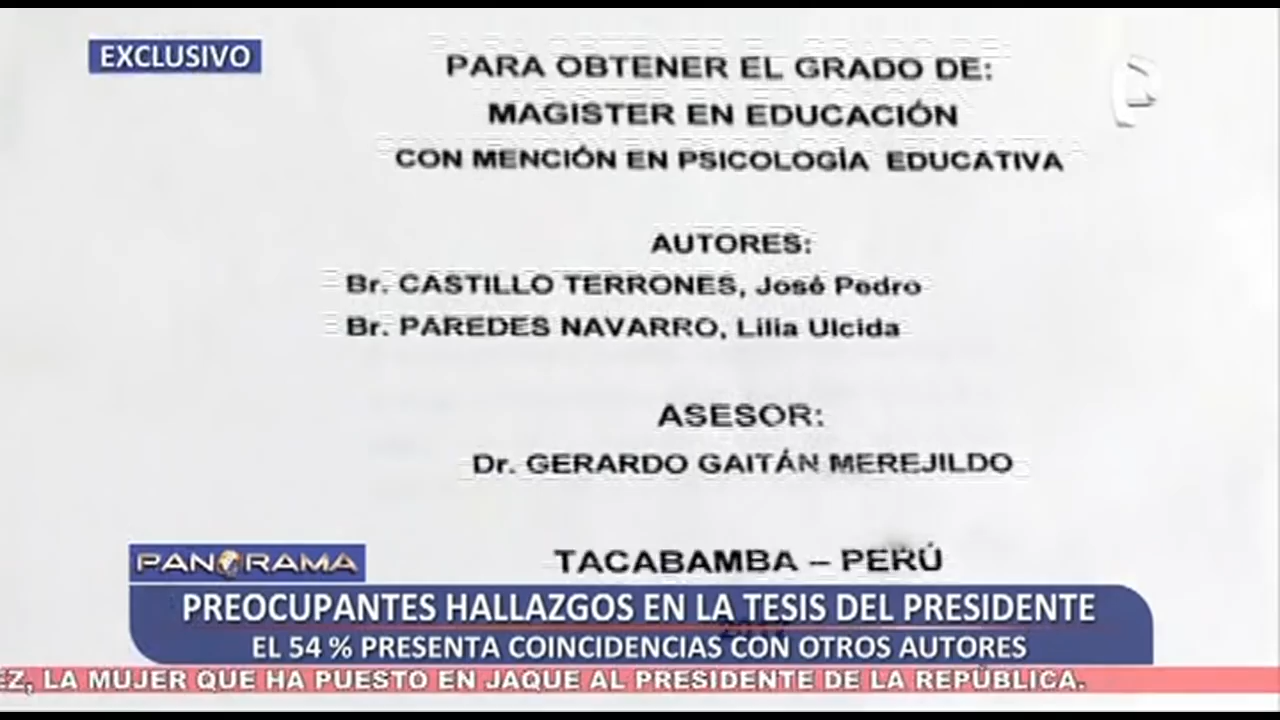 EXCLUSIVO
PARA OBTENER EL GRADO DE:
MAGISTER EN EDUCACIÓN
CON MENCIÓN EN PSICOLOGÍA EDUCATIVA
AUTORES:
Br. CASTILLO TERRONES, José Pedro
Br. PAREDES NAVARRO, Lilia Ulcida
ASESOR:
Dr. GERARDO GAITÁN MEREJILDO
TACABAMBA – PERÚ
PANORAMA
PREOCUPANTES HALLAZGOS EN LA TESIS DEL PRESIDENTE
EL 54 % PRESENTA COINCIDENCIAS CON OTROS AUTORES
EZ, LA MUJER QUE HA PUESTO EN JAQUE AL PRESIDENTE DE LA REPÚBLICA.